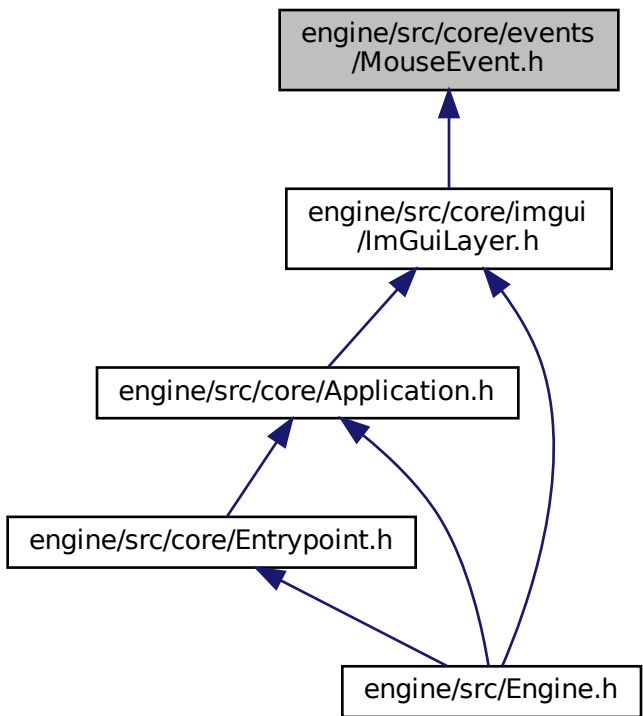 engine/src/core/events
/MouseEvent.h
engine/src/core/imgui
/ImGuiLayer.h
engine/src/core/Application.h
engine/src/core/Entrypoint.h
engine/src/Engine.h